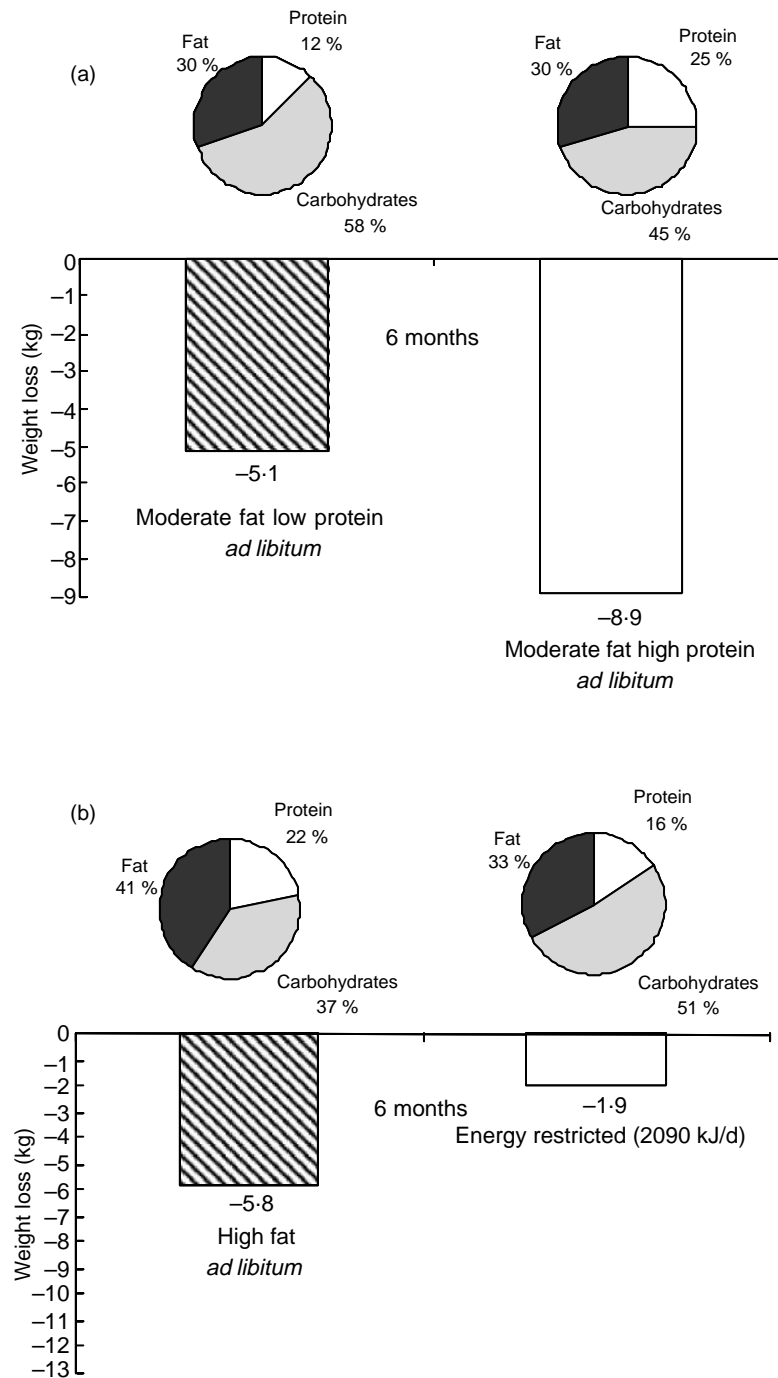 (a)
Fat
30 %
Protein
12 %
Carbohydrates
58 %
Fat
30 %
Protein
25 %
Carbohydrates
45 %
Weight loss (kg)
0
–1
–2
–3
–4
–5
-6
–7
–8
–9
6 months
–5·1
Moderate fat low protein
ad libitum
–8·9
Moderate fat high protein
ad libitum
(b)
Fat
41 %
Protein
22 %
Carbohydrates
37 %
Fat
33 %
Protein
16 %
Carbohydrates
51 %
Weight loss (kg)
0
–1
–2
–3
–4
–5
–6
–7
–8
–9
–10
–11
–12
–13
6 months
–5·8
High fat
ad libitum
–1·9
Energy restricted (2090 kJ/d)